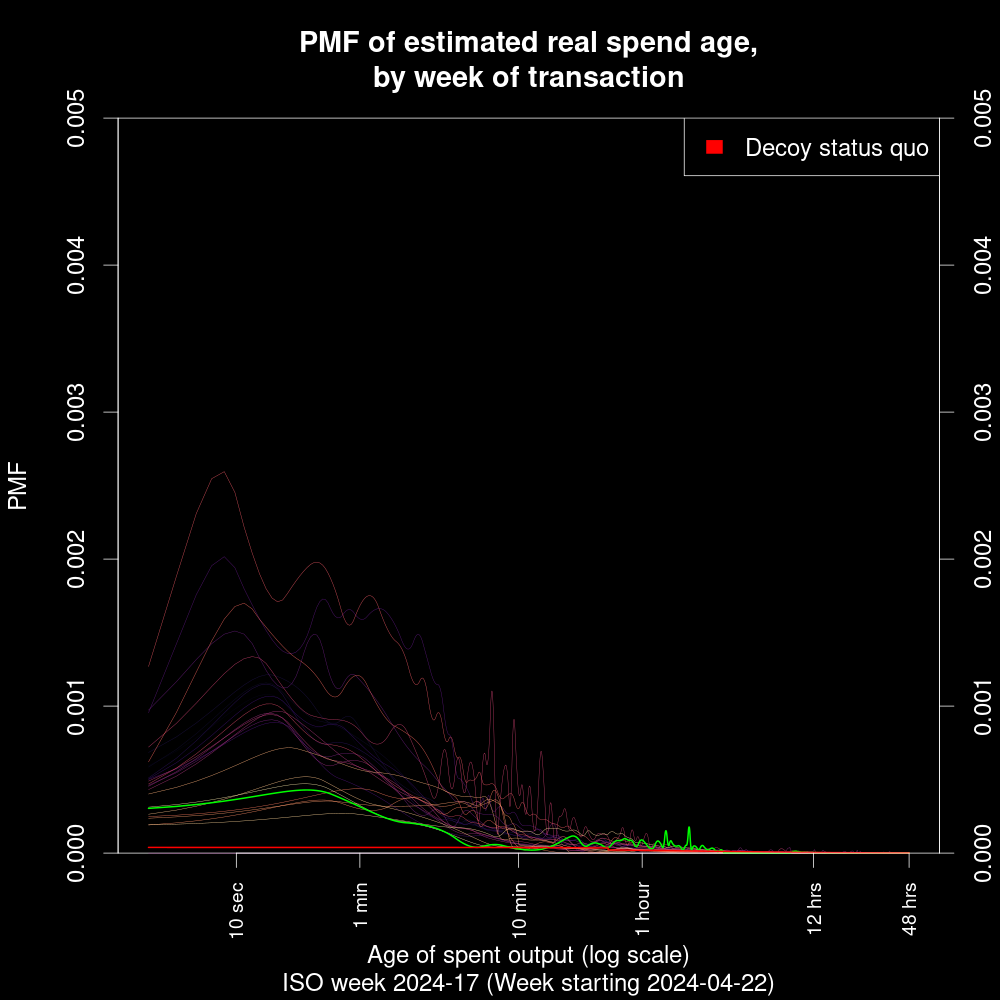 PMF of estimated real spend age,
by week of transaction
Decoy status quo
PMF
0.005
0.004
0.003
0.002
0.001
0.000
0.005
0.004
0.003
0.002
0.001
0.000
10 sec
1 min
10 min
1 hour
12 hrs
48 hrs
Age of spent output (log scale)
ISO week 2024-17 (Week starting 2024-04-22)